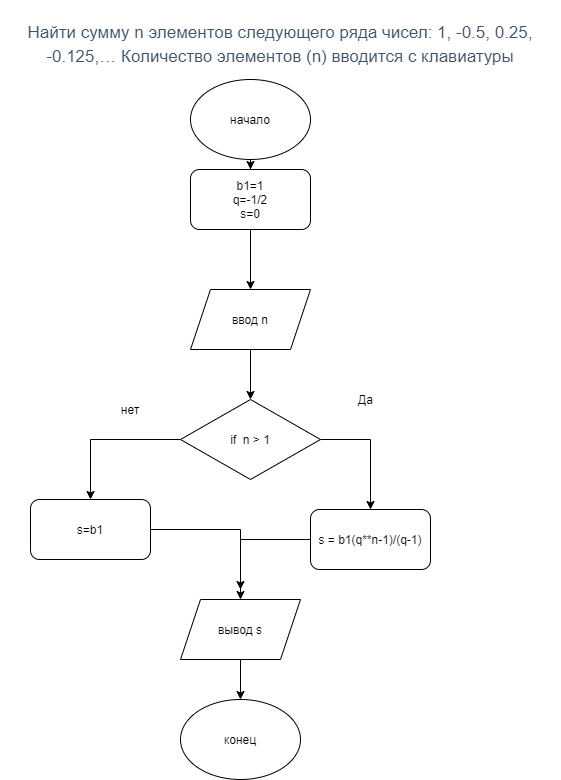 Найти сумму n элементов следующего ряда чисел: 1, -0.5, 0.25,
-0.125,… Количество элементов (n) вводится с клавиатуры
начало
b1=1
q=-1/2
s=0
ввод n
if n > 1
нет
Да
s=b1
s = b1(q**n-1)/(q-1)
вывод s
конец